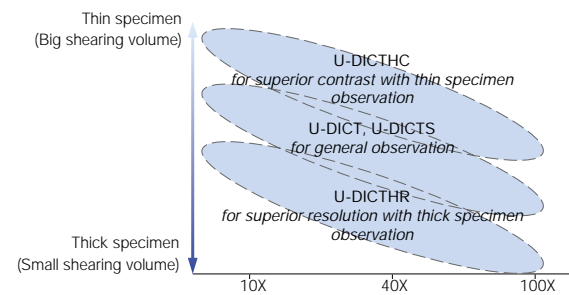 Thin specimen
(Big shearing volume)
U-DICTHC
for superior contrast with thin specimen
observation
U-DICT, U-DICTS
for general observation
U-DICTHR
for superior resolution with thick specimen
observation
Thick specimen
(Small shearing volume)
10X 40X 100X